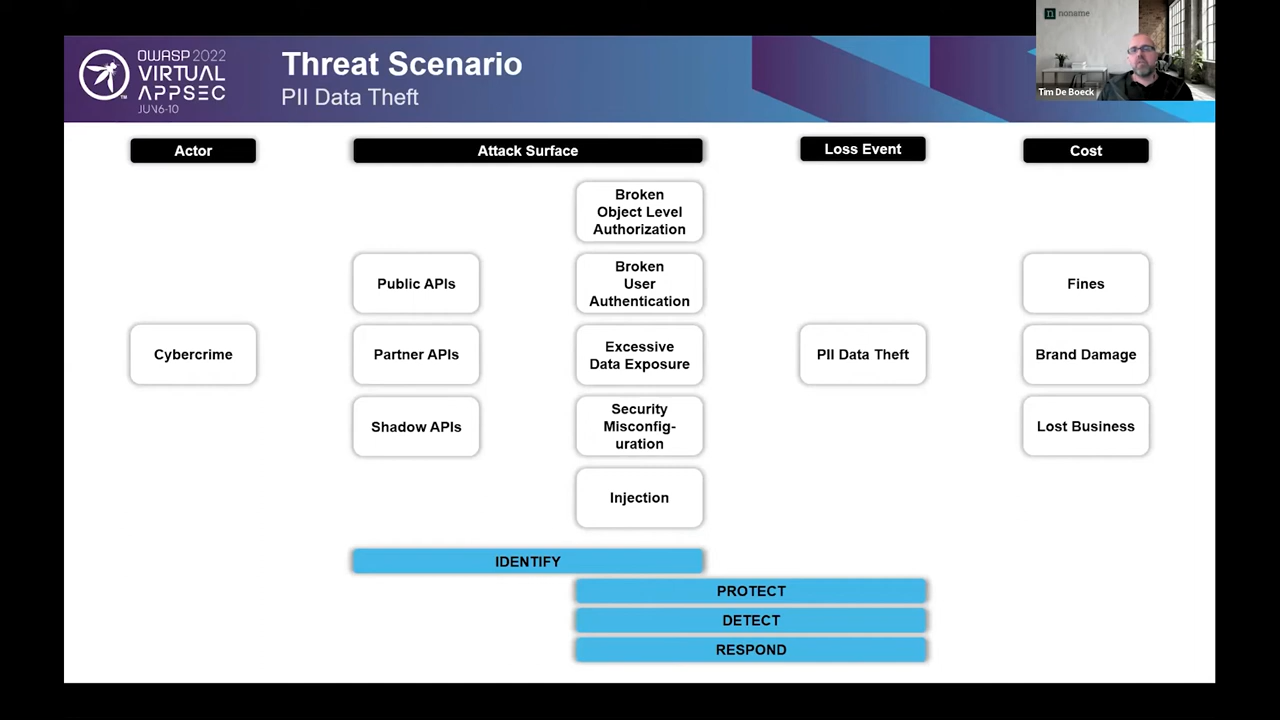 noname
Tim De Boeck
OWASP 2022
VIRTUAL
APPSEC
JUN 6-10
Threat Scenario
PII Data Theft
Actor
Attack Surface
Loss Event
Cost
Cybercrime
Public APIs
Partner APIs
Shadow APIs
Broken
Object Level
Authorization
Broken
User
Authentication
Excessive
Data Exposure
Security
Misconfig-
uration
Injection
PII Data Theft
Fines
Brand Damage
Lost Business
IDENTIFY
PROTECT
DETECT
RESPOND